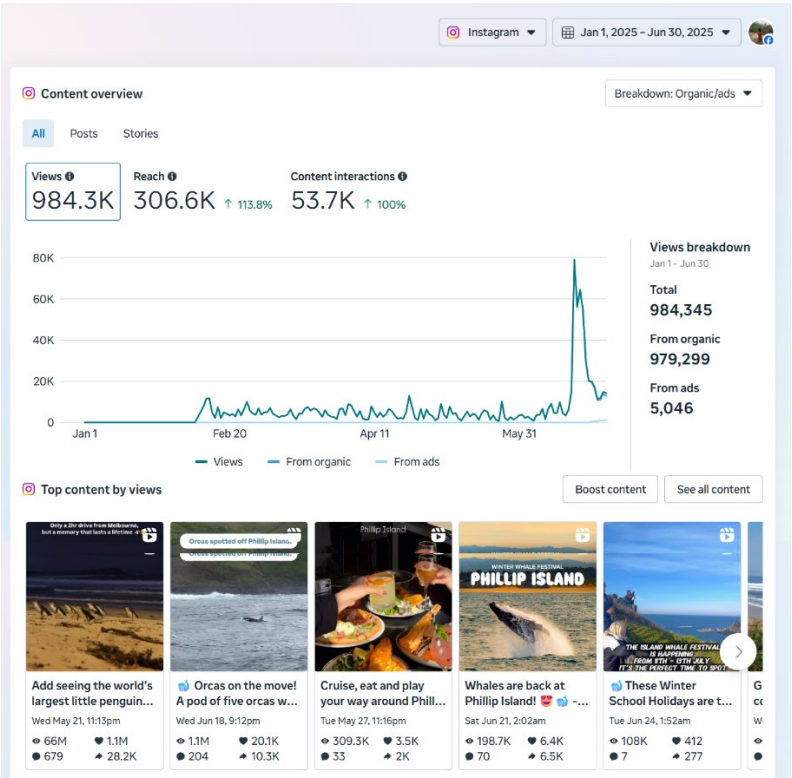 Instagram
Jan 1, 2025 – Jun 30, 2025
Content overview
Breakdown: Organic/ads
All
Posts
Stories
Views
984.3K
Reach
306.6K ↑ 113.8%
Content interactions
53.7K ↑ 100%
80K
60K
40K
20K
0
Jan 1
Feb 20
Apr 11
May 31
Views
From organic
From ads
Views breakdown
Jan 1 – Jun 30
Total
984,345
From organic
979,299
From ads
5,046
Top content by views
Boost content
See all content
Only a 2hr drive from Melbourne,
but a memory that lasts a lifetime
Add seeing the world's
largest little penguin...
Wed May 21, 11:13pm
66M
1.1M
679
28.2K
Orcas spotted off Phillip Island.
Orcas spotted off Phillip Island.
🐋 Orcas on the move!
A pod of five orcas w...
Wed Jun 18, 9:12pm
1.1M
20.1K
204
10.3K
Phillip Island
Cruise, eat and play
your way around Phill...
Tue May 27, 11:16pm
309.3K
3.5K
33
2K
WINTER WHALE FESTIVAL
PHILLIP ISLAND
Whales are back at
Phillip Island! 😍 🐋 -...
Sat Jun 21, 2:02am
198.7K
6.4K
70
6.5K
THE ISLAND WHALE FESTIVAL
IS HAPPENING
FROM 11TH - 13TH JULY
IT'S THE PERFECT TIME TO SPOT
🐋 These Winter
School Holidays are t...
Tue Jun 24, 1:52am
108K
412
7
277